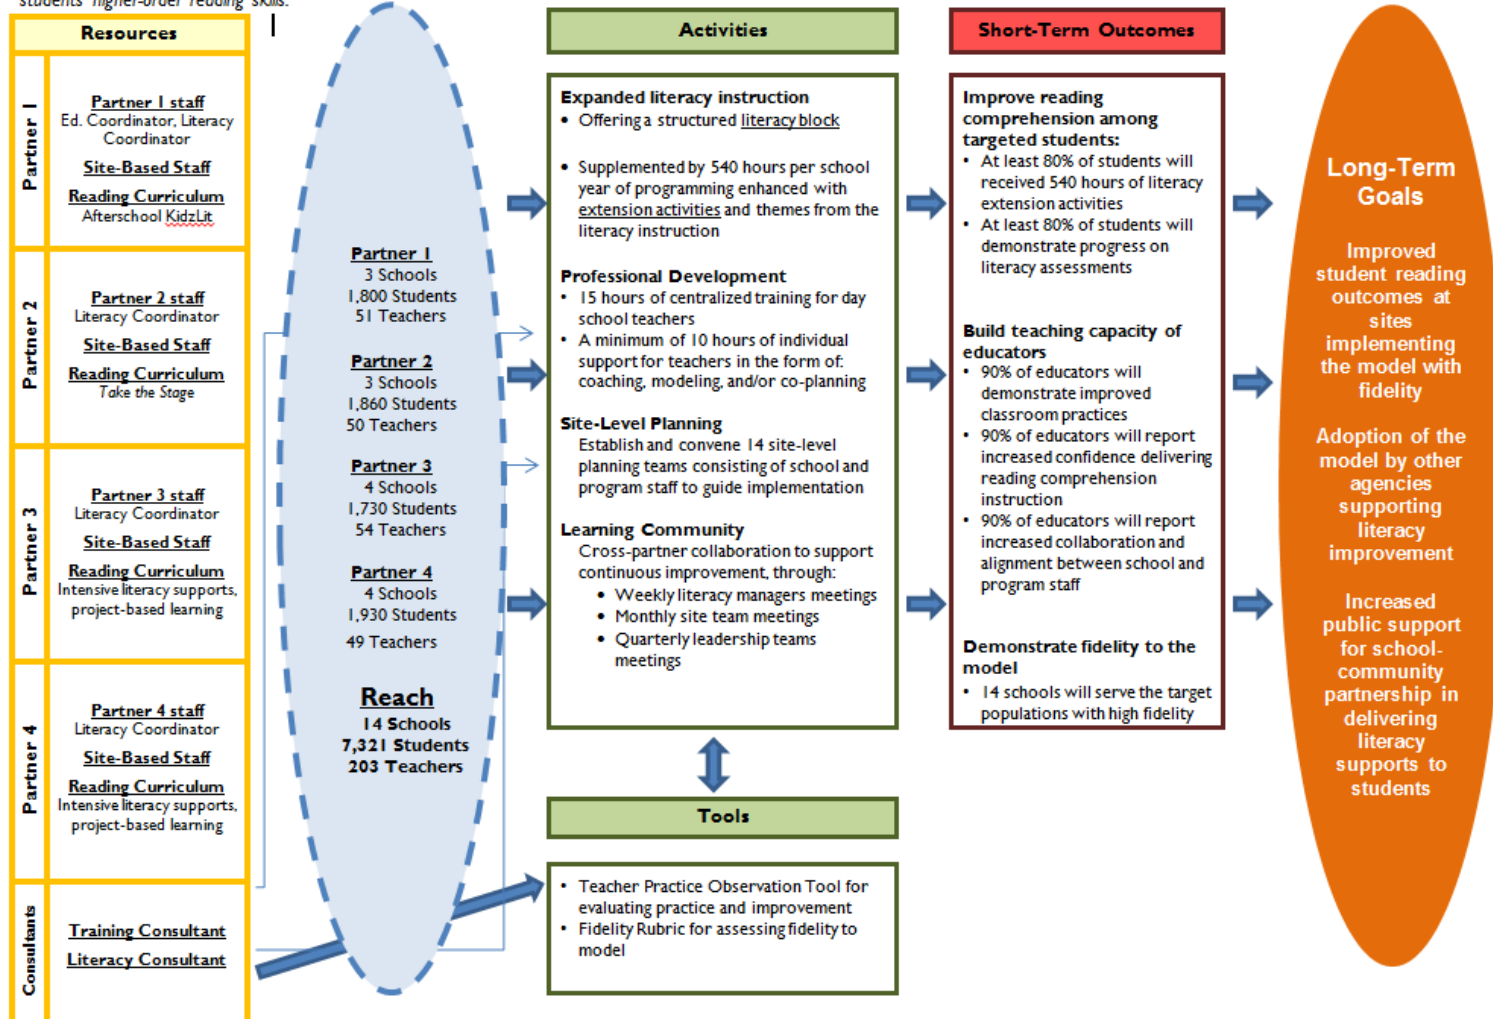 students' higher-order reading skills.
Resources
Partner 1
Partner 1 staff
Ed. Coordinator, Literacy
Coordinator
Site-Based Staff
Reading Curriculum
Afterschool KidzLit
Partner 2
Partner 2 staff
Literacy Coordinator
Site-Based Staff
Reading Curriculum
Take the Stage
Partner 3
Partner 3 staff
Literacy Coordinator
Site-Based Staff
Reading Curriculum
Intensive literacy supports,
project-based learning
Partner 4
Partner 4 staff
Literacy Coordinator
Site-Based Staff
Reading Curriculum
Intensive literacy supports,
project-based learning
Consultants
Training Consultant
Literacy Consultant
Partner 1
3 Schools
1,800 Students
51 Teachers
Partner 2
3 Schools
1,860 Students
50 Teachers
Partner 3
4 Schools
1,730 Students
54 Teachers
Partner 4
4 Schools
1,930 Students
49 Teachers
Reach
14 Schools
7,321 Students
203 Teachers
Activities
Expanded literacy instruction
• Offering a structured literacy block
• Supplemented by 540 hours per school
year of programming enhanced with
extension activities and themes from the
literacy instruction
Professional Development
• 15 hours of centralized training for day
school teachers
• A minimum of 10 hours of individual
support for teachers in the form of:
coaching, modeling, and/or co-planning
Site-Level Planning
Establish and convene 14 site-level
planning teams consisting of school and
program staff to guide implementation
Learning Community
Cross-partner collaboration to support
continuous improvement, through:
• Weekly literacy managers meetings
• Monthly site team meetings
• Quarterly leadership teams
meetings
Tools
• Teacher Practice Observation Tool for
evaluating practice and improvement
• Fidelity Rubric for assessing fidelity to
model
Short-Term Outcomes
Improve reading
comprehension among
targeted students:
• At least 80% of students will
received 540 hours of literacy
extension activities
• At least 80% of students will
demonstrate progress on
literacy assessments
Build teaching capacity of
educators
• 90% of educators will
demonstrate improved
classroom practices
• 90% of educators will report
increased confidence delivering
reading comprehension
instruction
• 90% of educators will report
increased collaboration and
alignment between school and
program staff
Demonstrate fidelity to the
model
• 14 schools will serve the target
populations with high fidelity
Long-Term
Goals
Improved
student reading
outcomes at
sites
implementing
the model with
fidelity
Adoption of the
model by other
agencies
supporting
literacy
improvement
Increased
public support
for school-
community
partnership in
delivering
literacy
supports to
students